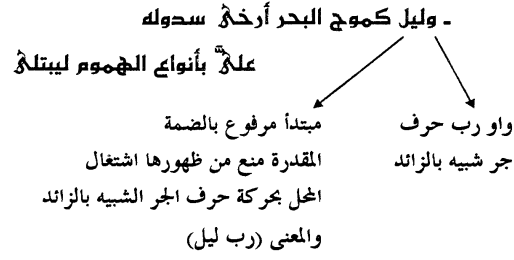 ـ وليل كموج البحر أرخى سدوله
عليَّ بأنواع الهموم ليبتلى
واو رب حرف
جر شبيه بالزائد
مبتدأ مرفوع بالضمة
المقدرة منع من ظهورها اشتغال
المحل بحركة حرف الجر الشبيه بالزائد
والمعنى (رب ليل)